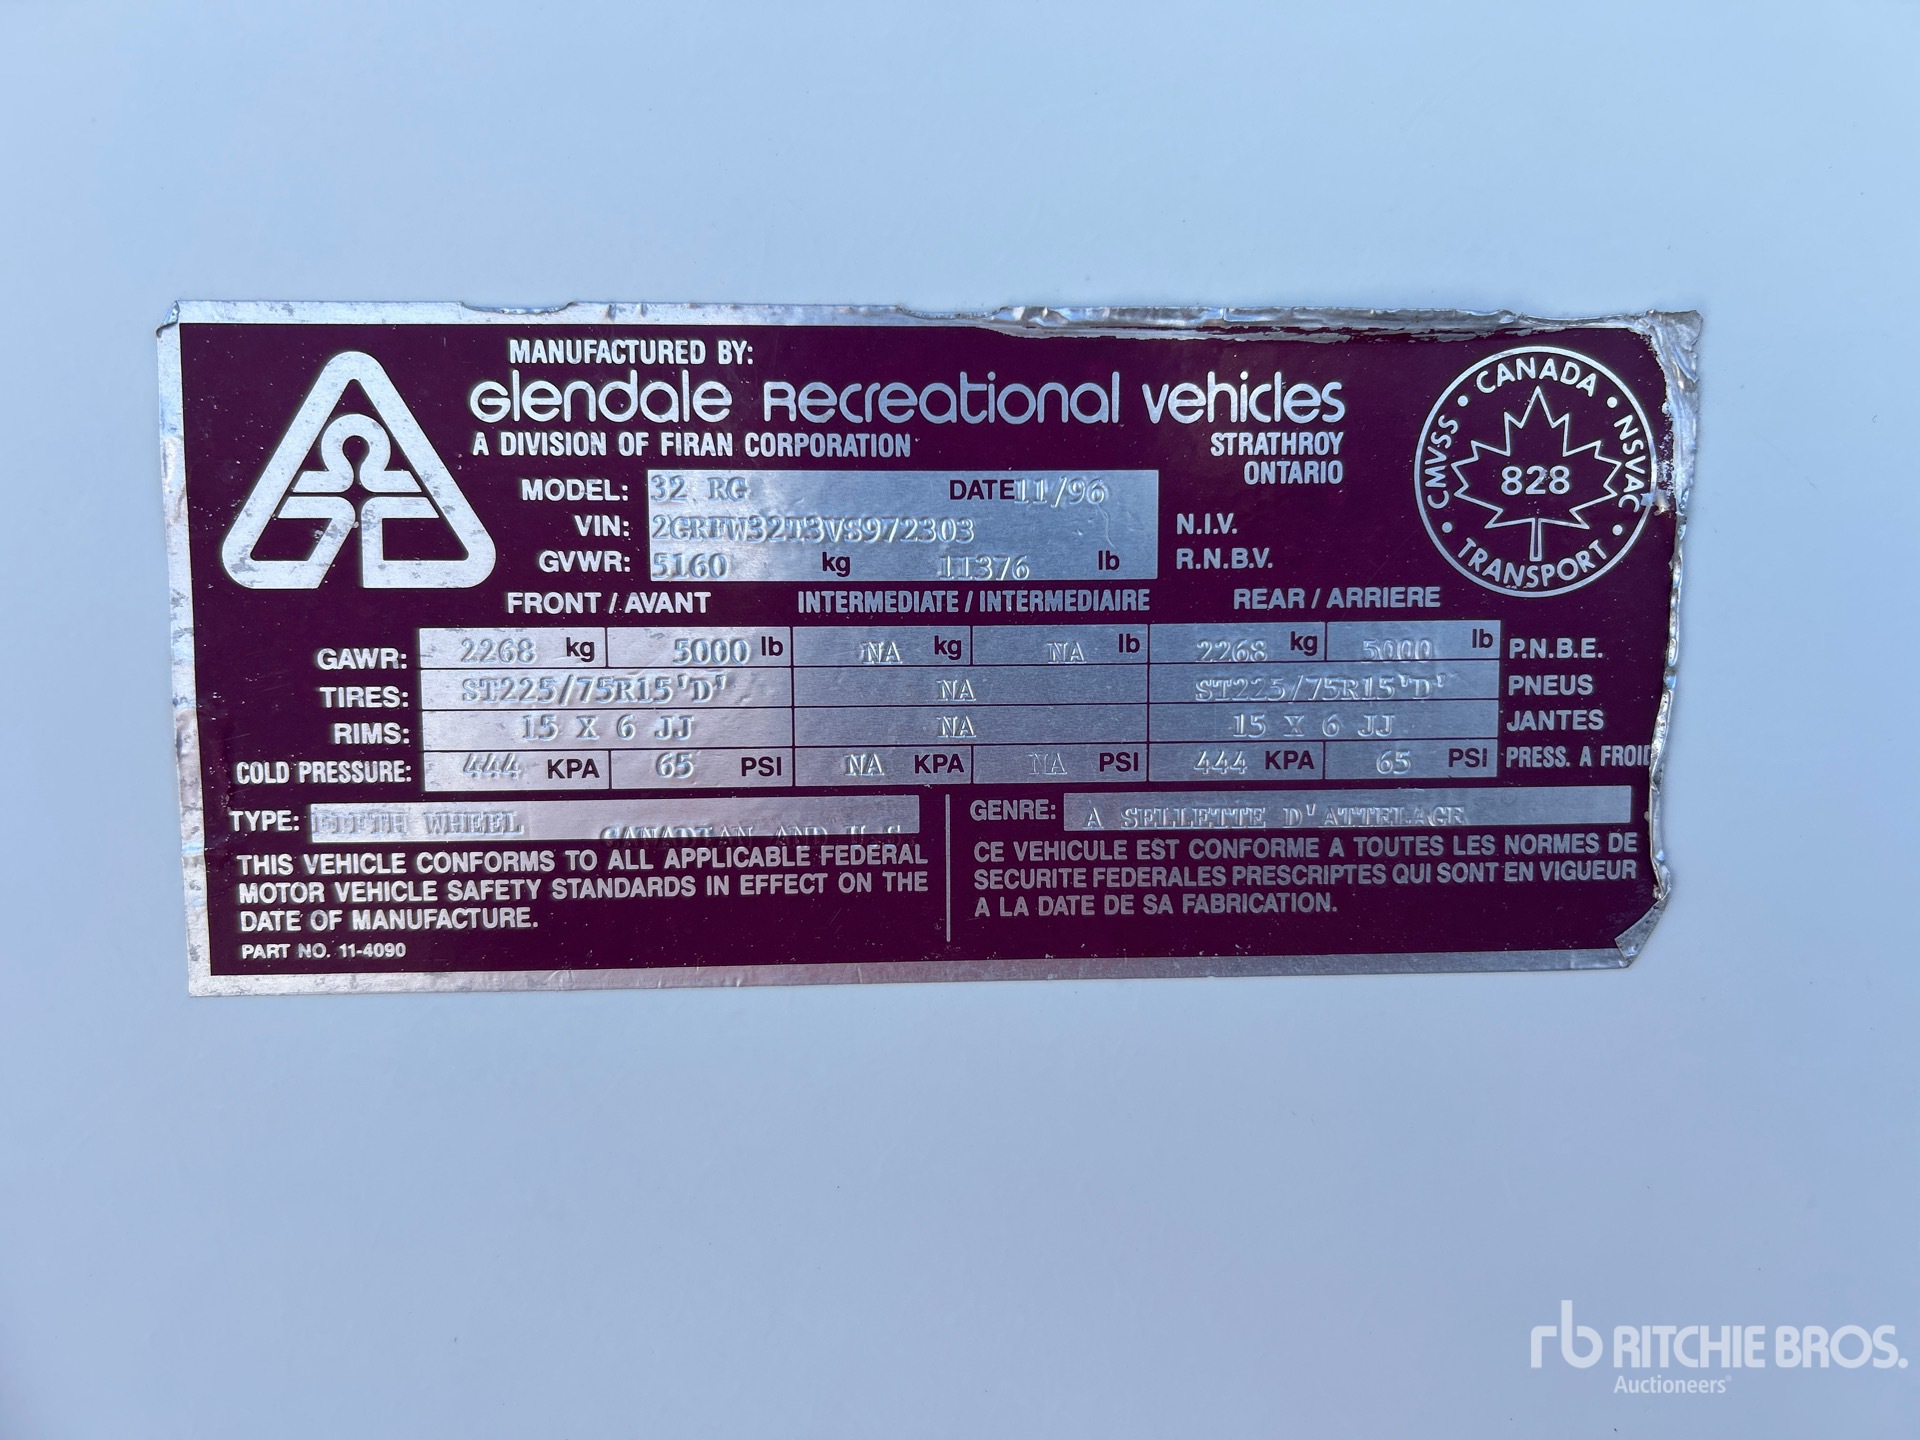 MANUFACTURED BY:
Glendale Recreational Vehicles
A DIVISION OF FIRAN CORPORATION STRATHROY
ONTARIO
MODEL: 32 RG DATE 11/96
VIN: 2GRFW32T3VS972303 N.I.V.
GVWR: 5160 kg 11376 lb R.N.B.V.
CANADA · NSVAC · TRANSPORT · CMVSS ·
828
FRONT / AVANT INTERMEDIATE / INTERMEDIAIRE REAR / ARRIERE
GAWR: 2268 kg 5000 lb NA kg NA lb 2268 kg 5000 lb P.N.B.E.
TIRES: ST225/75R15'D' NA ST225/75R15'D' PNEUS
RIMS: 15 X 6 JJ NA 15 X 6 JJ JANTES
COLD PRESSURE: 444 KPA 65 PSI NA KPA NA PSI 444 KPA 65 PSI PRESS. A FROID
TYPE: FIFTH WHEEL CANADIAN AND U.S.
THIS VEHICLE CONFORMS TO ALL APPLICABLE FEDERAL
MOTOR VEHICLE SAFETY STANDARDS IN EFFECT ON THE
DATE OF MANUFACTURE.
PART NO. 11-4090
GENRE: A SELLETTE D'ATTELAGE
CE VEHICULE EST CONFORME A TOUTES LES NORMES DE
SECURITE FEDERALES PRESCRIPTES QUI SONT EN VIGUEUR
A LA DATE DE SA FABRICATION.
rb RITCHIE BROS.
Auctioneers